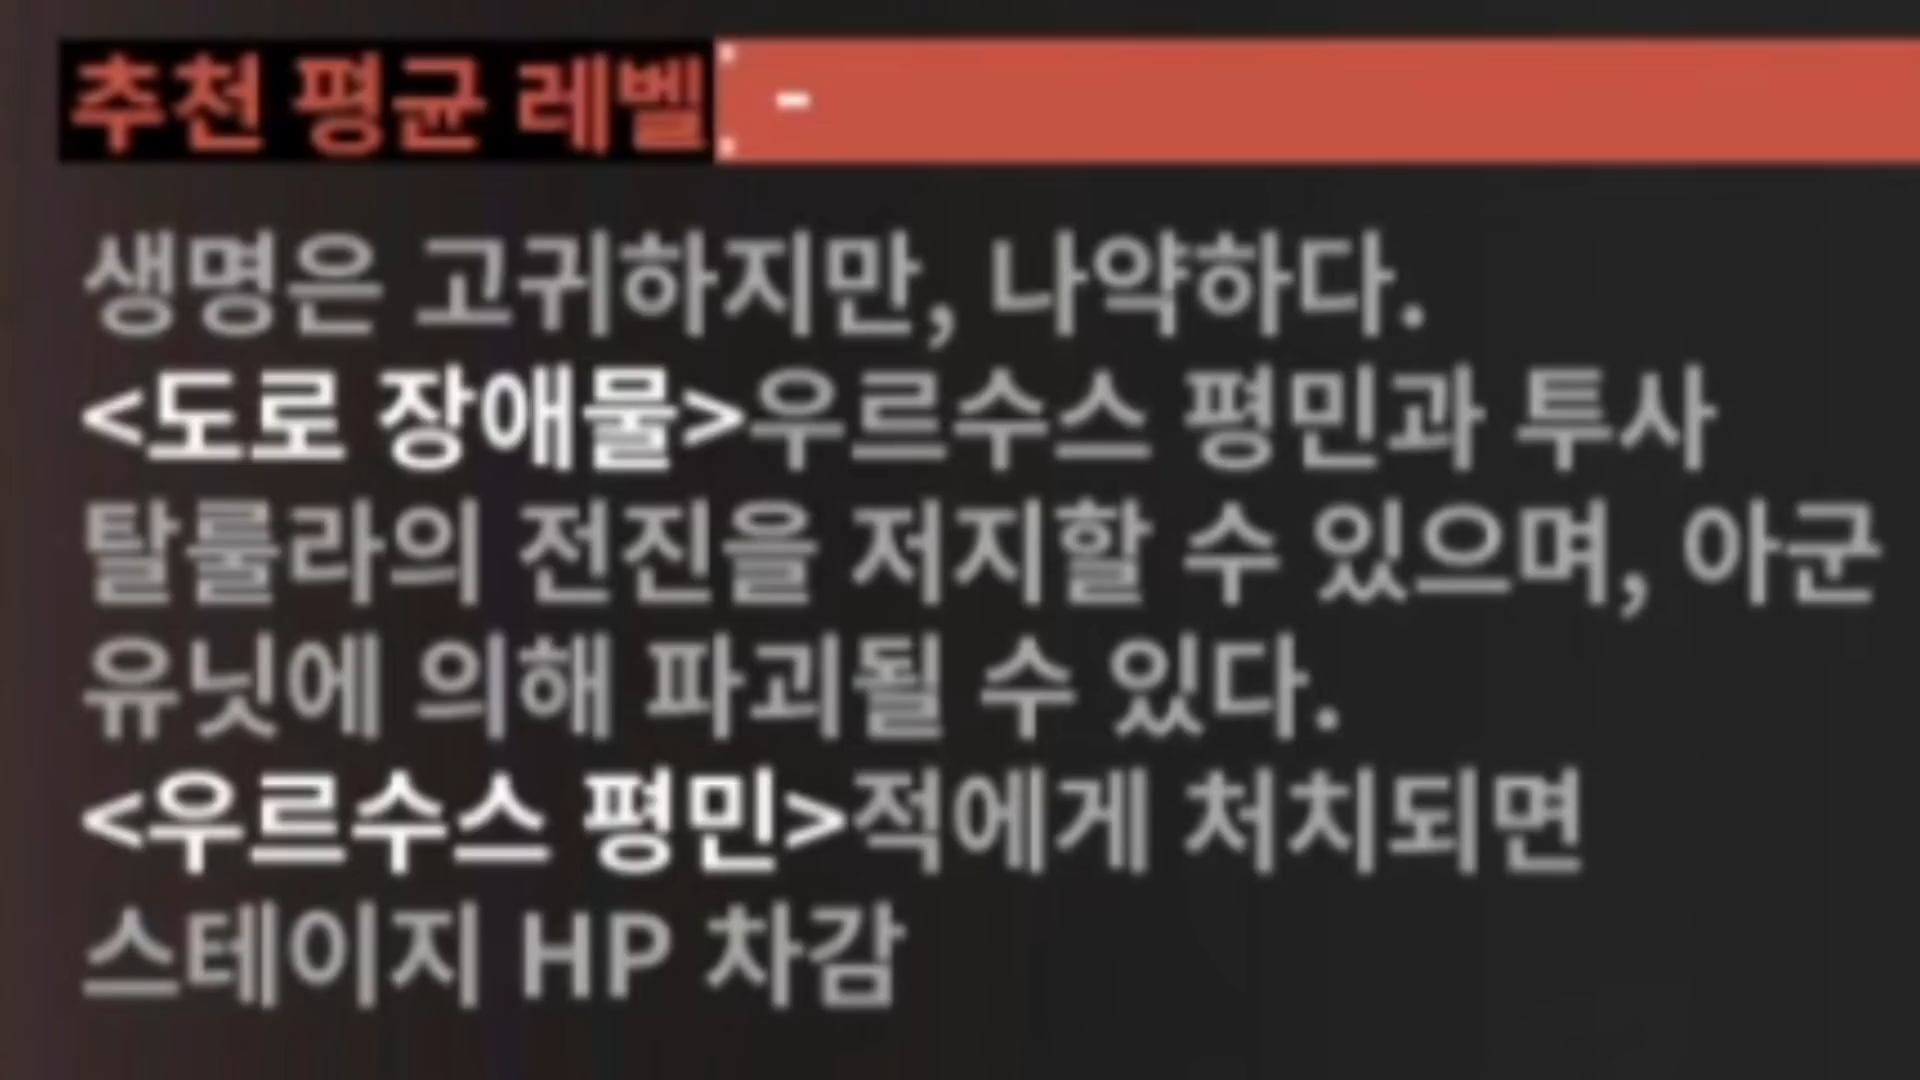 추천 평균 레벨: -
생명은 고귀하지만, 나약하다.
<도로 장애물>우르수스 평민과 투사
탈룰라의 전진을 저지할 수 있으며, 아군
유닛에 의해 파괴될 수 있다.
<우르수스 평민>적에게 처치되면
스테이지 HP 차감